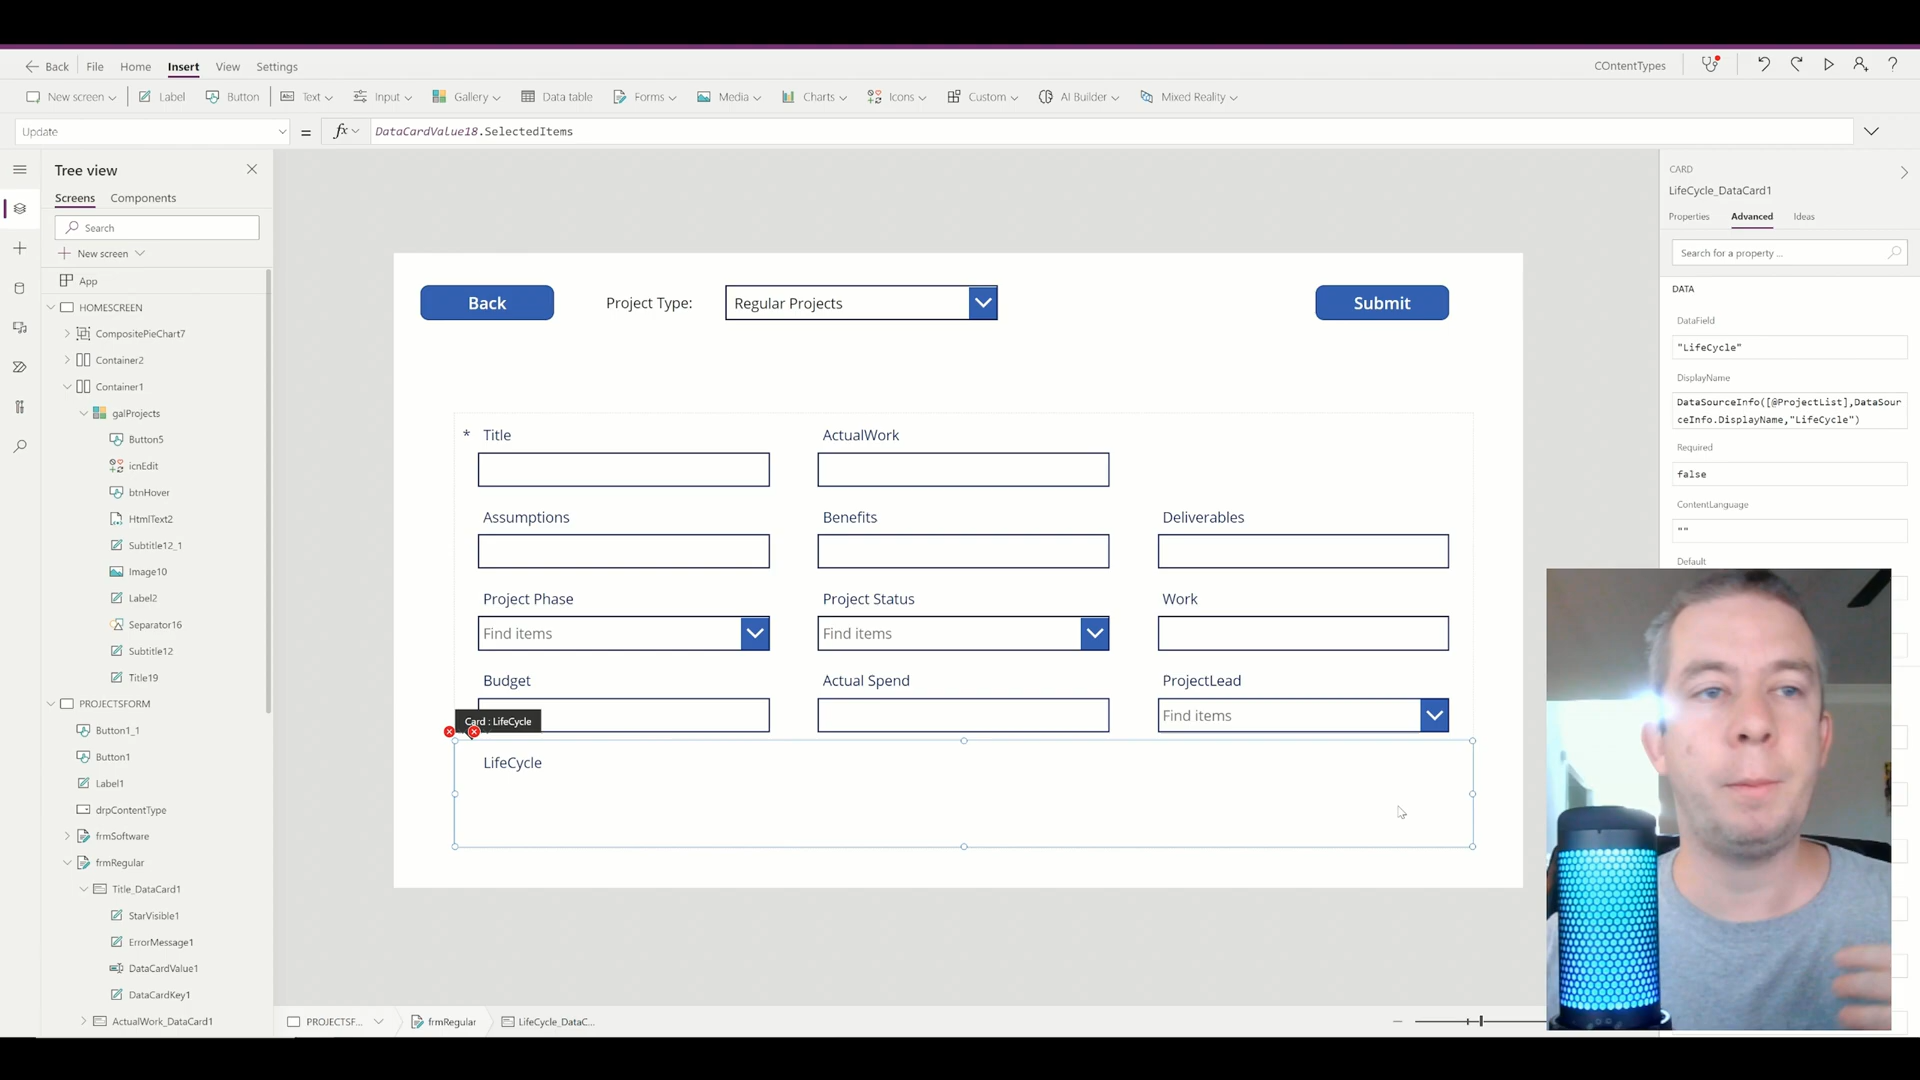 Back File Home Insert View Settings COntentTypes ?
New screen Label Button Text Input Gallery Data table Forms Media Charts Icons Custom AI Builder Mixed Reality
Update = fx DataCardValue18.SelectedItems
Tree view
Screens Components
Search
New screen
App
HOMESCREEN
CompositePieChart7
Container2
Container1
galProjects
Button5
icnEdit
btnHover
HtmlText2
Subtitle12_1
Image10
Label2
Separator16
Subtitle12
Title19
PROJECTSFORM
Button1_1
Button1
Label1
drpContentType
frmSoftware
frmRegular
Title_DataCard1
StarVisible1
ErrorMessage1
DataCardValue1
DataCardKey1
ActualWork_DataCard1
Back Project Type: Regular Projects Submit
* Title ActualWork
Assumptions Benefits Deliverables
Project Phase Project Status Work
Find items Find items
Budget Actual Spend ProjectLead
Card : LifeCycle Find items
LifeCycle
PROJECTSF... frmRegular LifeCycle_DataC...
CARD
LifeCycle_DataCard1
Properties Advanced Ideas
Search for a property ...
DATA
DataField
"LifeCycle"
DisplayName
DataSourceInfo([@ProjectList],DataSour
ceInfo.DisplayName,"LifeCycle")
Required
false
ContentLanguage
""
Default